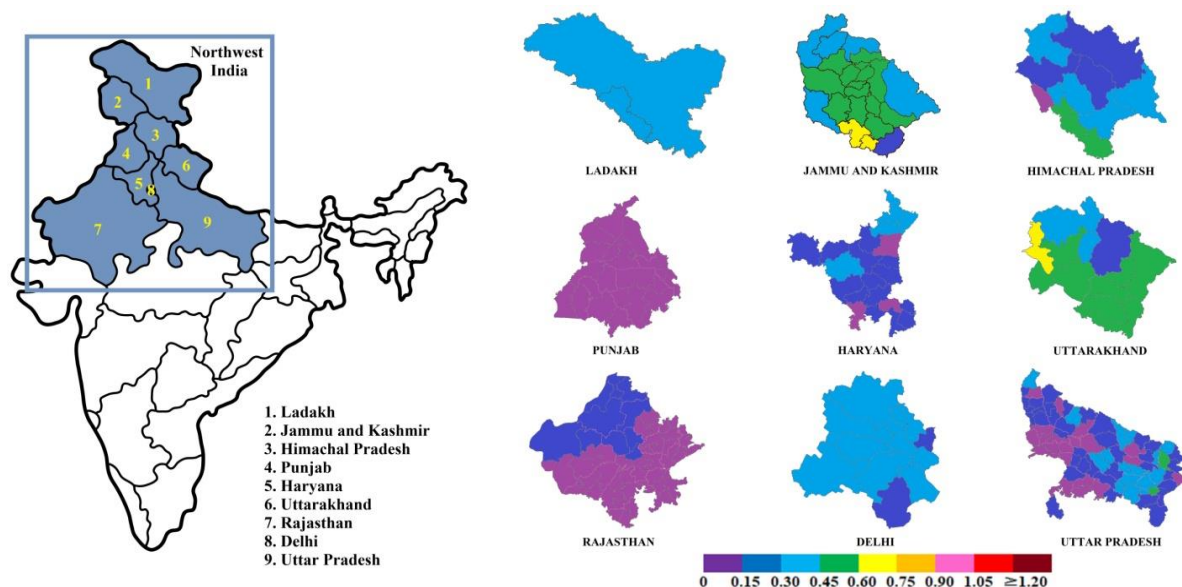 Northwest
India
1
2
3
4
5
6
7
8
9
1. Ladakh
2. Jammu and Kashmir
3. Himachal Pradesh
4. Punjab
5. Haryana
6. Uttarakhand
7. Rajasthan
8. Delhi
9. Uttar Pradesh
LADAKH
JAMMU AND KASHMIR
HIMACHAL PRADESH
PUNJAB
HARYANA
UTTARAKHAND
RAJASTHAN
DELHI
UTTAR PRADESH
0 0.15 0.30 0.45 0.60 0.75 0.90 1.05 ≥1.20